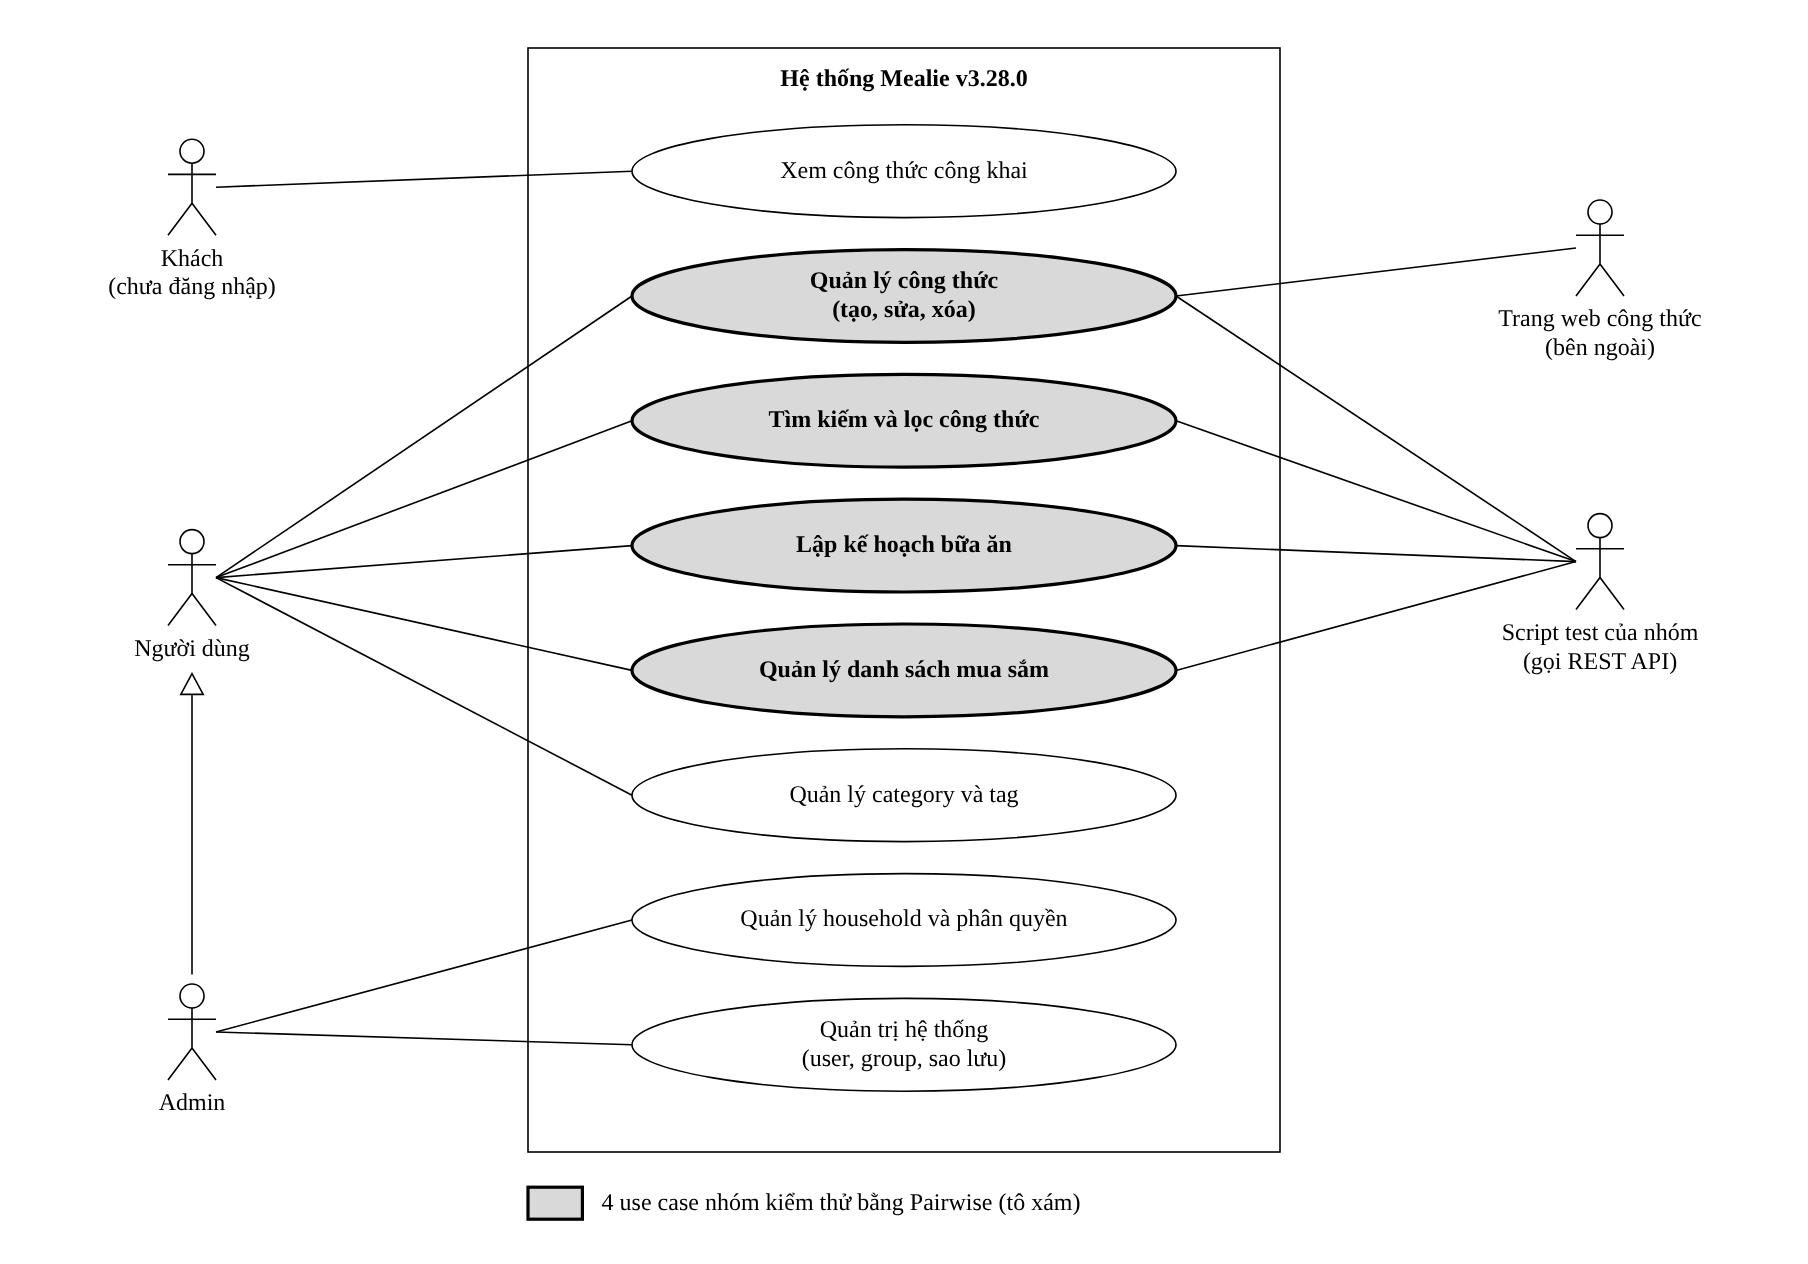 Hệ thống Mealie v3.28.0
Xem công thức công khai
Khách
(chưa đăng nhập)
Quản lý công thức
(tạo, sửa, xóa)
Trang web công thức
(bên ngoài)
Tìm kiếm và lọc công thức
Lập kế hoạch bữa ăn
Người dùng
Script test của nhóm
(gọi REST API)
Quản lý danh sách mua sắm
Quản lý category và tag
Quản lý household và phân quyền
Quản trị hệ thống
(user, group, sao lưu)
Admin
4 use case nhóm kiểm thử bằng Pairwise (tô xám)